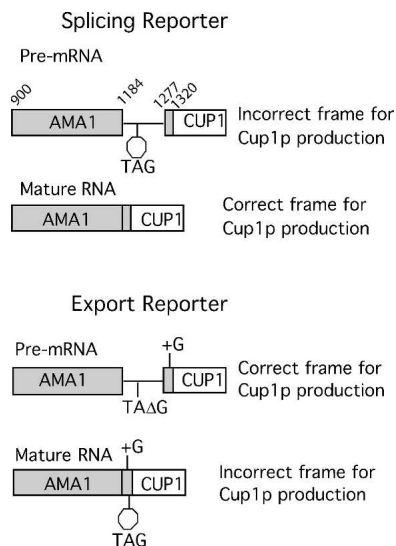 Splicing Reporter
Pre-mRNA
900
1184
1277
1320
AMA1
CUP1
Incorrect frame for
Cup1p production
TAG
Mature RNA
AMA1
CUP1
Correct frame for
Cup1p production
Export Reporter
Pre-mRNA
+G
AMA1
CUP1
Correct frame for
Cup1p production
TAΔG
Mature RNA
+G
AMA1
CUP1
Incorrect frame for
Cup1p production
TAG